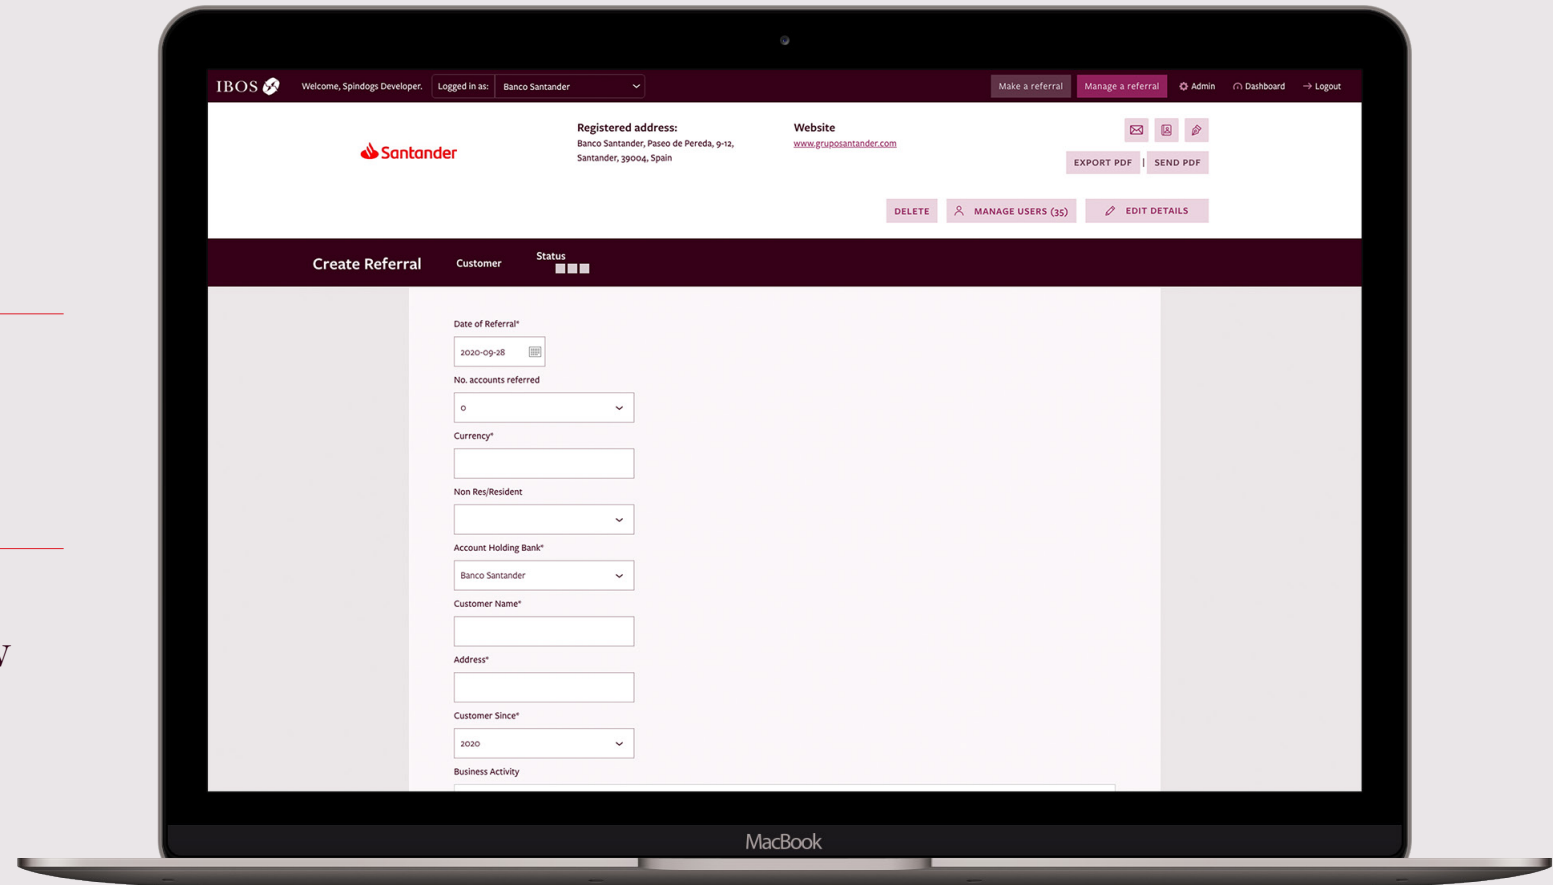 IBOS
Welcome, Spindogs Developer.
Logged in as:
Banco Santander
Make a referral
Manage a referral
Admin
Dashboard
Logout
Santander
Registered address:
Banco Santander, Paseo de Pereda, 9-12,
Santander, 39004, Spain
Website
www.gruposantander.com
EXPORT PDF | SEND PDF
DELETE
MANAGE USERS (35)
EDIT DETAILS
Create Referral
Customer
Status
Date of Referral*
2020-09-28
No. accounts referred
0
Currency*
Non Res/Resident
Account Holding Bank*
Banco Santander
Customer Name*
Address*
Customer Since*
2020
Business Activity
MacBook